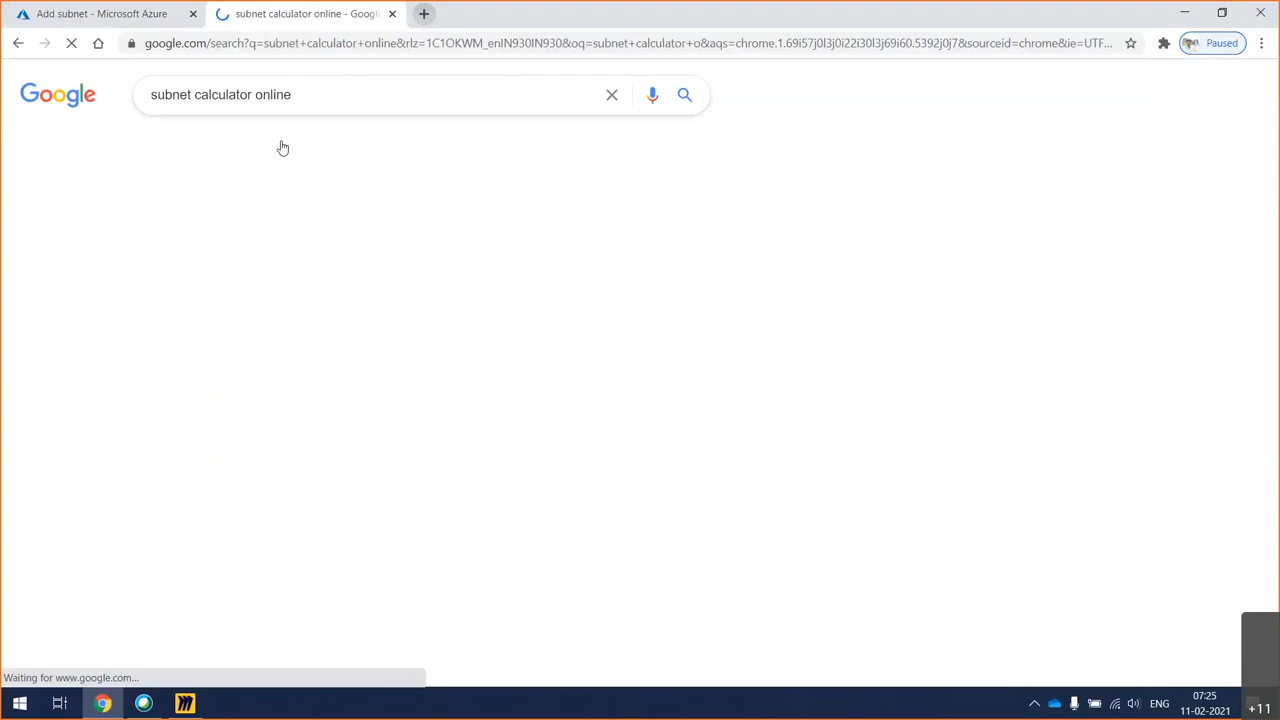 Add subnet - Microsoft Azure
subnet calculator online - Googl
google.com/search?q=subnet+calculator+online&rlz=1C1OKWM_enIN930IN930&oq=subnet+calculator+o&aqs=chrome.1.69i57j0l3j0i22i30l3j69i60.5392j0j7&sourceid=chrome&ie=UTF...
Paused
Google
subnet calculator online
Waiting for www.google.com...
ENG
07:25
11-02-2021
+11